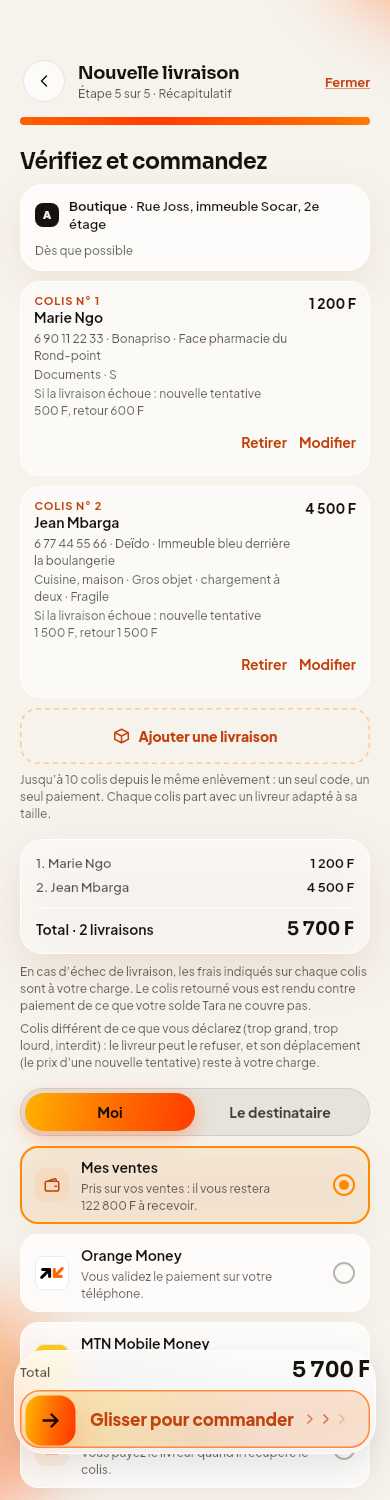 Nouvelle livraison
Étape 5 sur 5 · Récapitulatif
Fermer
Vérifiez et commandez
A
Boutique · Rue Joss, immeuble Socar, 2e
étage
Dès que possible
COLIS N° 1
1 200 F
Marie Ngo
6 90 11 22 33 · Bonapriso · Face pharmacie du
Rond-point
Documents · S
Si la livraison échoue : nouvelle tentative
500 F, retour 600 F
Retirer Modifier
COLIS N° 2
4 500 F
Jean Mbarga
6 77 44 55 66 · Deïdo · Immeuble bleu derrière
la boulangerie
Cuisine, maison · Gros objet · chargement à
deux · Fragile
Si la livraison échoue : nouvelle tentative
1 500 F, retour 1 500 F
Retirer Modifier
Ajouter une livraison
Jusqu'à 10 colis depuis le même enlèvement : un seul code, un
seul paiement. Chaque colis part avec un livreur adapté à sa
taille.
1. Marie Ngo 1 200 F
2. Jean Mbarga 4 500 F
Total · 2 livraisons 5 700 F
En cas d'échec de livraison, les frais indiqués sur chaque colis
sont à votre charge. Le colis retourné vous est rendu contre
paiement de ce que votre solde Tara ne couvre pas.
Colis différent de ce que vous déclarez (trop grand, trop
lourd, interdit) : le livreur peut le refuser, et son déplacement
(le prix d'une nouvelle tentative) reste à votre charge.
Moi Le destinataire
Mes ventes
Pris sur vos ventes : il vous restera
122 800 F à recevoir.
Orange Money
Vous validez le paiement sur votre
téléphone.
MTN Mobile Money
Total 5 700 F
Glisser pour commander
Vous payez le livreur quand il récupère le
colis.